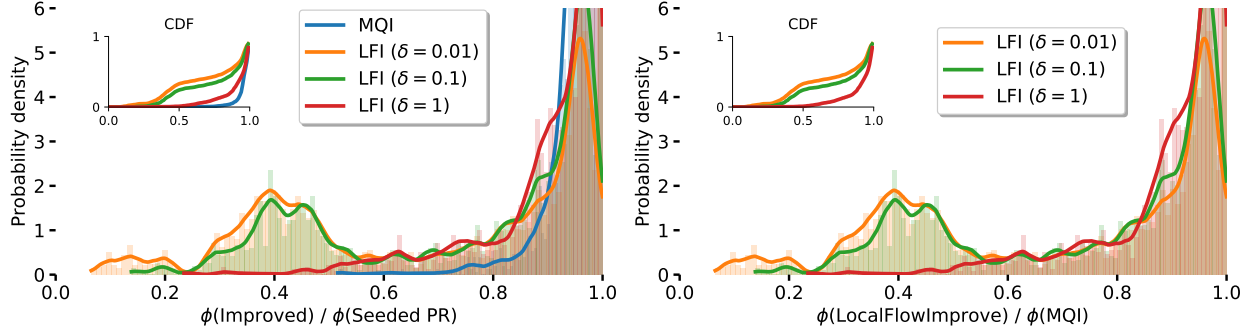 6
5
4
3
2
1
0
Probability density
CDF
1
0
0.0
0.5
1.0
MQI
LFI (δ = 0.01)
LFI (δ = 0.1)
LFI (δ = 1)
0.0
0.2
0.4
0.6
0.8
1.0
ϕ(Improved) / ϕ(Seeded PR)
6
5
4
3
2
1
0
Probability density
CDF
1
0
0.0
0.5
1.0
LFI (δ = 0.01)
LFI (δ = 0.1)
LFI (δ = 1)
0.0
0.2
0.4
0.6
0.8
1.0
ϕ(LocalFlowImprove) / ϕ(MQI)